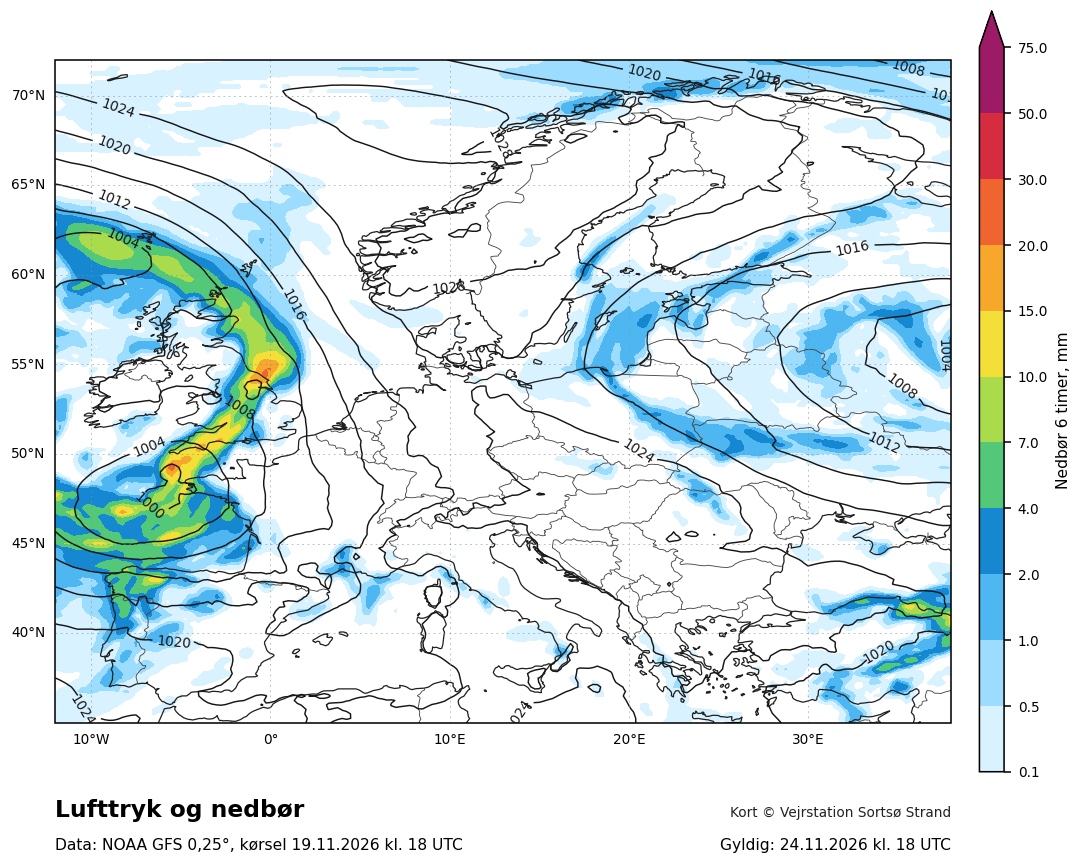 1020
1016
1008
1024
1020
1028
1012
1004
1016
1016
1028
1004
1008
1008
1004
1024
1012
1000
1020
1020
1024
1024
70°N
65°N
60°N
55°N
50°N
45°N
40°N
10°W
0°
10°E
20°E
30°E
75.0
50.0
30.0
20.0
15.0
10.0
7.0
4.0
2.0
1.0
0.5
0.1
Nedbør 6 timer, mm
Lufttryk og nedbør
Kort © Vejrstation Sortsø Strand
Data: NOAA GFS 0,25°, kørsel 19.11.2026 kl. 18 UTC
Gyldig: 24.11.2026 kl. 18 UTC